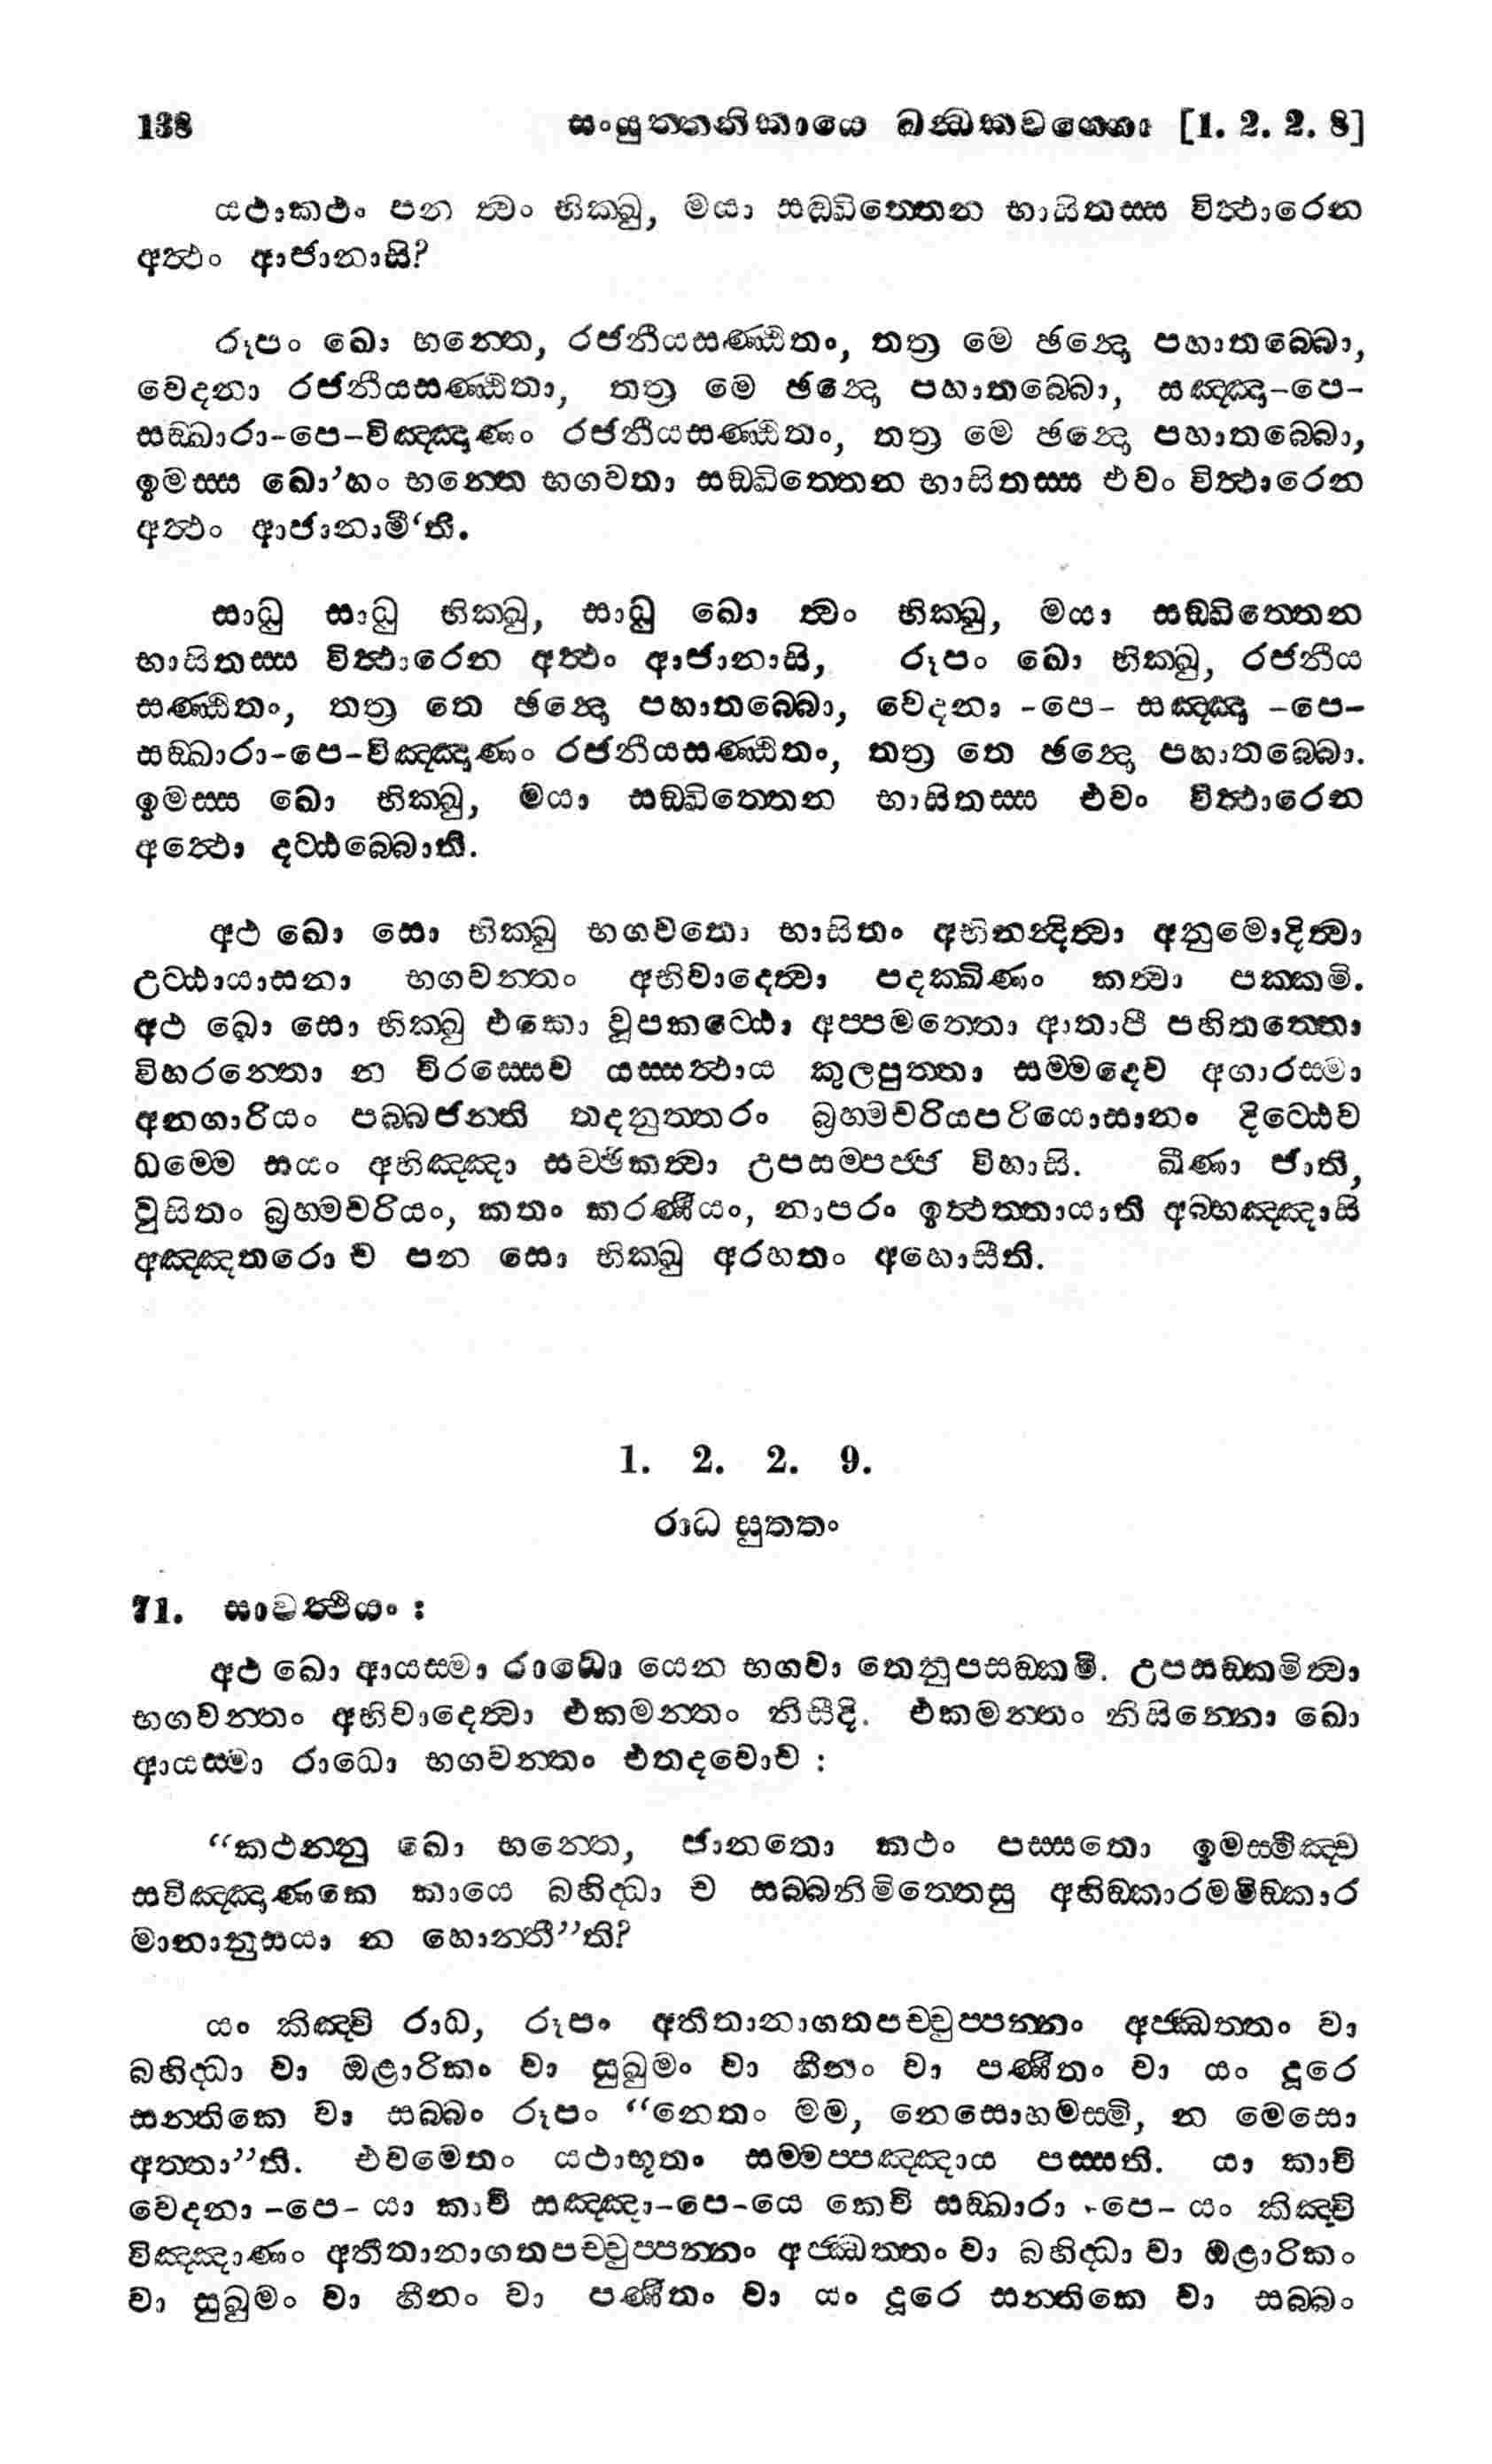 138 සංයුත්තනිකායෙ ඛන්ධකවග්ගො [1. 2. 2. 8]
යථාකථං පන ත්වං භික්ඛු, මයා සඞ්ඛිත්තෙන භාසිතස්ස විත්ථාරෙන
අත්ථං ආජානාසි?
රූපං ඛො භන්තෙ, රජනීයසණ්ඨිතං, තත්‍ර මෙ ඡන්දො පහාතබ්බො,
වෙදනා රජනීයසණ්ඨිතා, තත්‍ර මෙ ඡන්දො පහාතබ්බො, සඤ්ඤා-පෙ-
සඞ්ඛාරා-පෙ-විඤ්ඤාණං රජනීයසණ්ඨිතං, තත්‍ර මෙ ඡන්දො පහාතබ්බො,
ඉමස්ස ඛො’හං භන්තෙ භගවතා සඞ්ඛිත්තෙන භාසිතස්ස එවං විත්ථාරෙන
අත්ථං ආජානාමී‘ති.
සාධු සාධු භික්ඛු, සාධු ඛො ත්වං භික්ඛු, මයා සඞ්ඛිත්තෙන
භාසිතස්ස විත්ථාරෙන අත්ථං ආජානාසි, රූපං ඛො භික්ඛු, රජනීය
සණ්ඨිතං, තත්‍ර තෙ ඡන්දො පහාතබ්බො, වෙදනා -පෙ- සඤ්ඤා -පෙ-
සඞ්ඛාරා-පෙ-විඤ්ඤාණං රජනීයසණ්ඨිතං, තත්‍ර තෙ ඡන්දො පහාතබ්බො.
ඉමස්ස ඛො භික්ඛු, මයා සඞ්ඛිත්තෙන භාසිතස්ස එවං විත්ථාරෙන
අත්ථො දට්ඨබ්බොති.
අථ ඛො සො භික්ඛු භගවතො භාසිතං අභිනන්දිත්වා අනුමොදිත්වා
උට්ඨායාසනා භගවන්තං අභිවාදෙත්වා පදක්ඛිණං කත්වා පක්කමි.
අථ ඛො සො භික්ඛු එකො වූපකට්ඨො අප්පමත්තො ආතාපී පහිතත්තො
විහරන්තො න චිරස්සෙව යස්සත්ථාය කුලපුත්තා සම්මදෙව අගාරස්මා
අනගාරියං පබ්බජන්ති තදනුත්තරං බ්‍රහ්මචරියපරියොසානං දිට්ඨෙව
ධම්මෙ සයං අභිඤ්ඤා සච්ඡිකත්වා උපසම්පජ්ජ විහාසි. ඛීණා ජාති,
වුසිතං බ්‍රහ්මචරියං, කතං කරණීයං, නාපරං ඉත්ථත්තායාති අබ්භඤ්ඤාසි
අඤ්ඤතරො ච පන සො භික්ඛු අරහතං අහොසීති.
1. 2. 2. 9.
රාධ සුත්තං
71. සාවත්ථියං :
අථ ඛො ආයස්මා රාධො යෙන භගවා තෙනුපසඞ්කමි. උපසඞ්කමිත්වා
භගවන්තං අභිවාදෙත්වා එකමන්තං නිසීදි. එකමන්තං නිසින්නො ඛො
ආයස්මා රාධො භගවන්තං එතදවොච :
“කථන්නු ඛො භන්තෙ, ජානතො කථං පස්සතො ඉමස්මිඤ්ච
සවිඤ්ඤාණකෙ කායෙ බහිද්ධා ච සබ්බනිමිත්තෙසු අහිඞ්කාරමමිඞ්කාර
මානානුසයා න හොන්තී”ති?
යං කිඤ්චි රාධ, රූපං අතීතානාගතපච්චුප්පන්නං අජ්ඣත්තං වා
බහිද්ධා වා ඔළාරිකං වා සුඛුමං වා හීනං වා පණීතං වා යං දූරෙ
සන්තිකෙ වා සබ්බං රූපං “නෙතං මම, නෙසොහමස්මි, න මෙසො
අත්තා”ති. එවමෙතං යථාභූතං සම්මප්පඤ්ඤාය පස්සති. යා කාචි
වෙදනා -පෙ- යා කාචි සඤ්ඤා-පෙ-යෙ කෙචි සඞ්ඛාරා -පෙ- යං කිඤ්චි
විඤ්ඤාණං අතීතානාගතපච්චුප්පන්නං අජ්ඣත්තං වා බහිද්ධා වා ඔළාරිකං
වා සුඛුමං වා හීනං වා පණීතං වා යං දූරෙ සන්තිකෙ වා සබ්බං